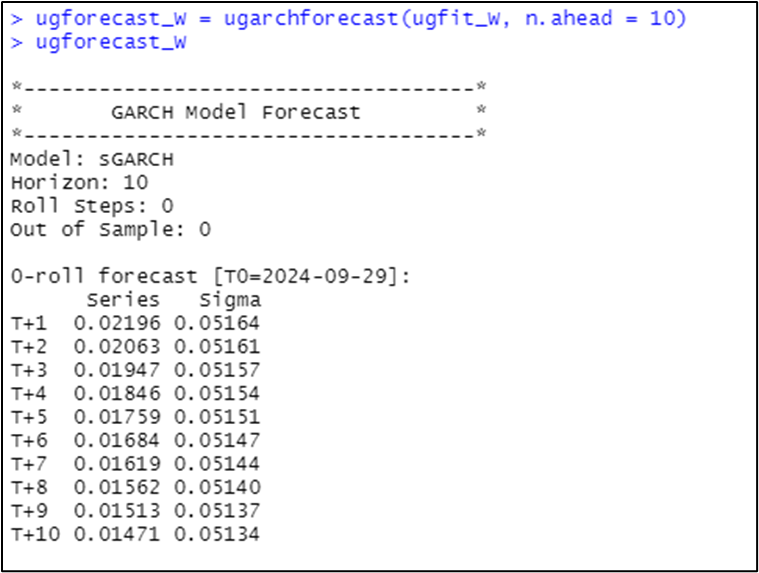 > ugforecast_W = ugarchforecast(ugfit_W, n.ahead = 10)
> ugforecast_W
*------------------------------------*
*       GARCH Model Forecast         *
*------------------------------------*
Model: sGARCH
Horizon: 10
Roll Steps: 0
Out of Sample: 0
0-roll forecast [T0=2024-09-29]:
      Series   Sigma
T+1  0.02196 0.05164
T+2  0.02063 0.05161
T+3  0.01947 0.05157
T+4  0.01846 0.05154
T+5  0.01759 0.05151
T+6  0.01684 0.05147
T+7  0.01619 0.05144
T+8  0.01562 0.05140
T+9  0.01513 0.05137
T+10 0.01471 0.05134